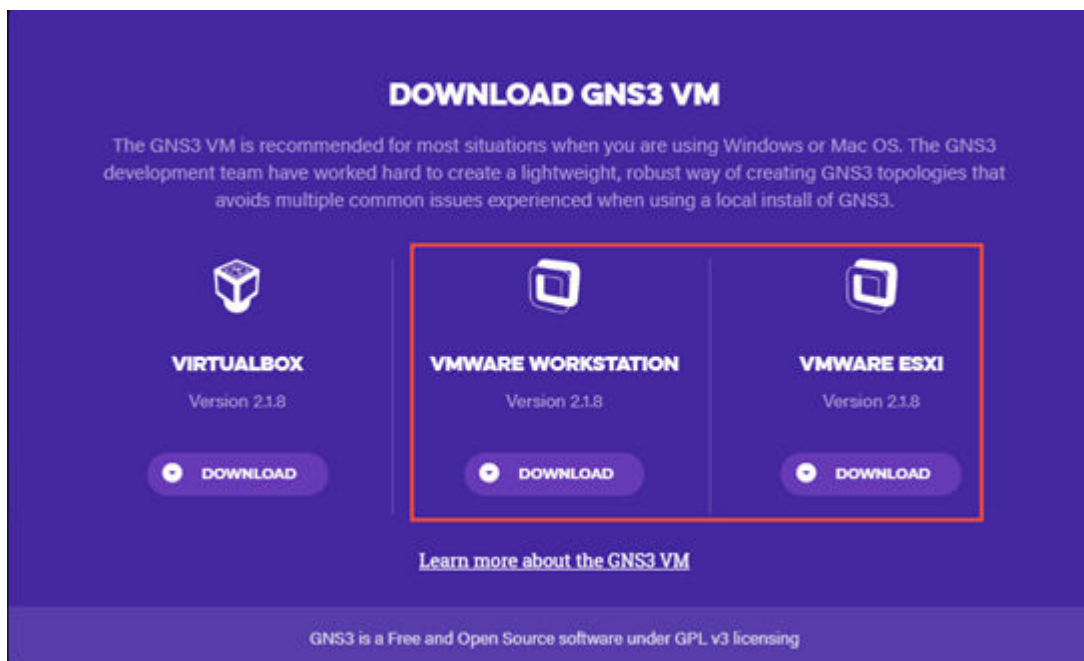 DOWNLOAD GNS3 VM
The GNS3 VM is recommended for most situations when you are using Windows or Mac OS. The GNS3
development team have worked hard to create a lightweight, robust way of creating GNS3 topologies that
avoids multiple common issues experienced when using a local install of GNS3.
VIRTUALBOX
Version 2.1.8
DOWNLOAD
VMWARE WORKSTATION
Version 2.1.8
DOWNLOAD
VMWARE ESXI
Version 2.1.8
DOWNLOAD
Learn more about the GNS3 VM
GNS3 is a Free and Open Source software under GPL v3 licensing